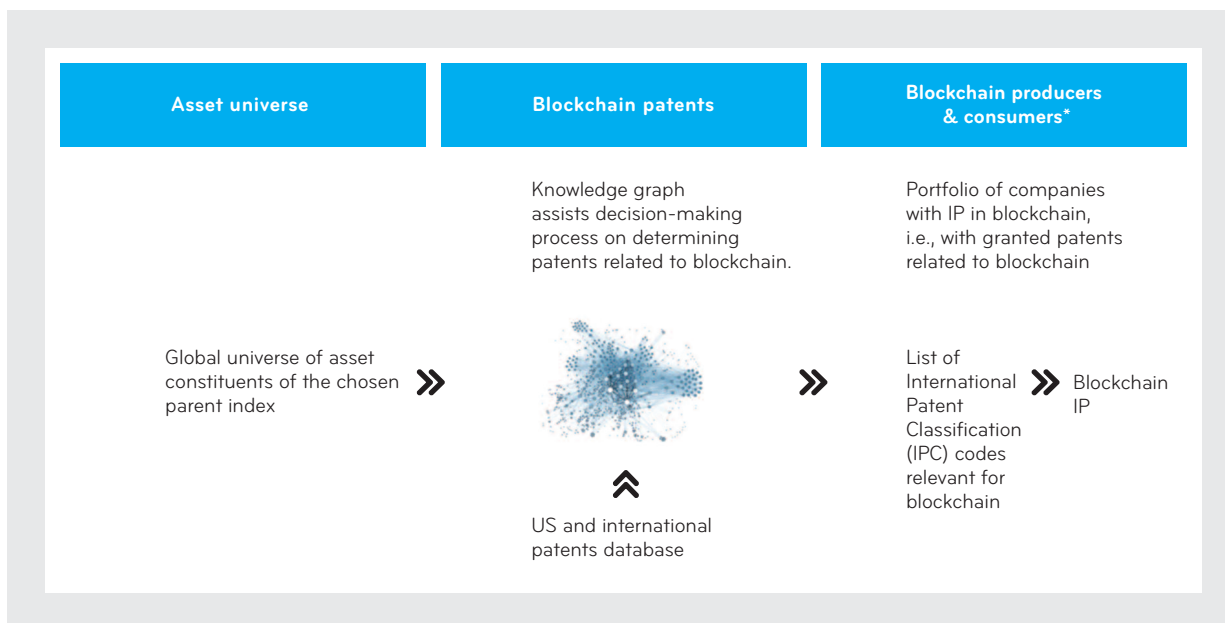 Asset universe
Blockchain patents
Blockchain producers
& consumers*
Knowledge graph
assists decision-making
process on determining
patents related to blockchain.
Portfolio of companies
with IP in blockchain,
i.e., with granted patents
related to blockchain
Global universe of asset
constituents of the chosen
parent index
List of
International
Patent
Classification
(IPC) codes
relevant for
blockchain
Blockchain
IP
US and international
patents database